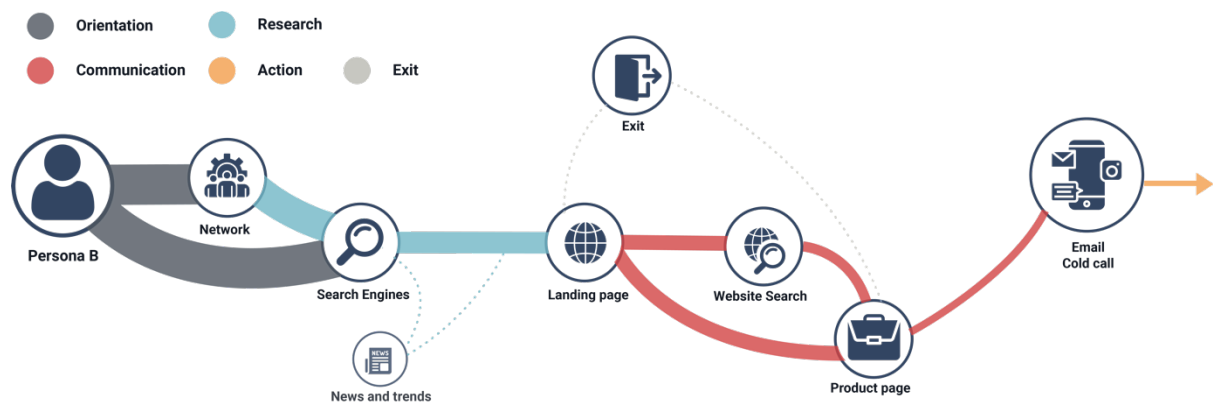 Orientation
Research
Communication
Action
Exit
Exit
Persona B
Network
Search Engines
NEWS
News and trends
Landing page
Website Search
Product page
Email
Cold call